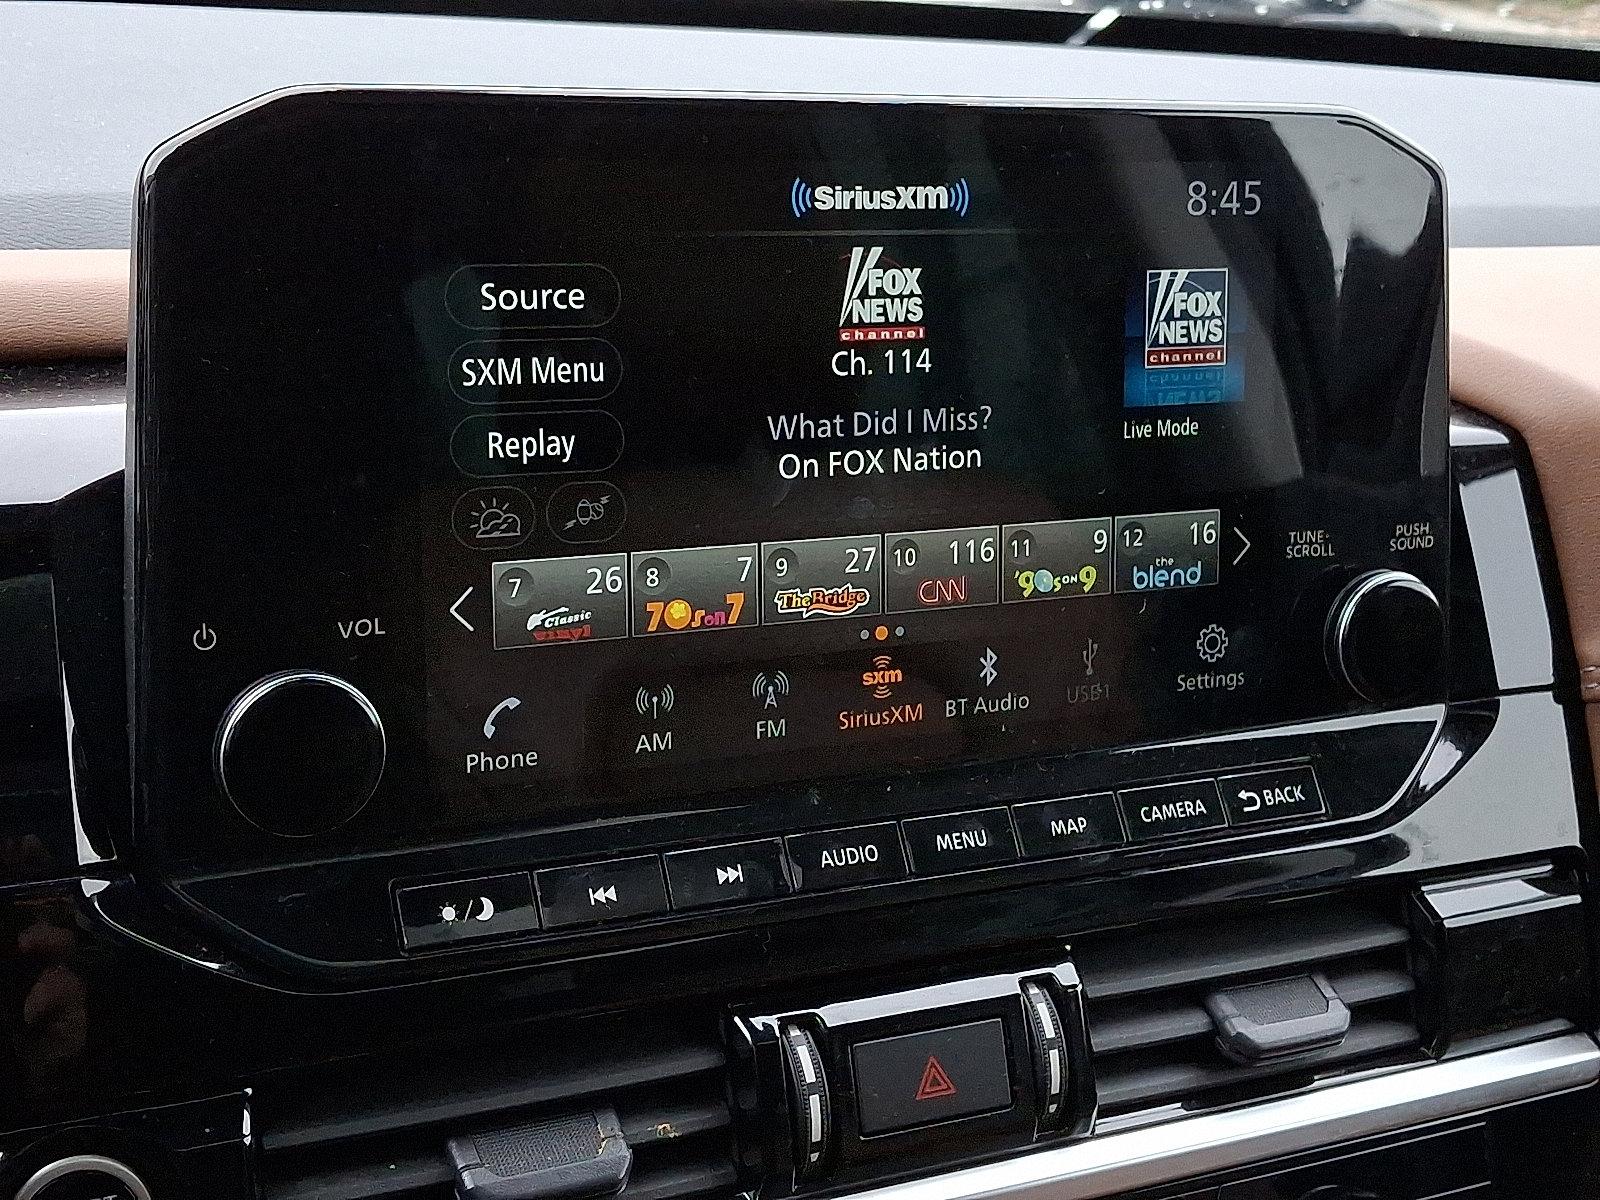 SiriusXM
8:45
Source
SXM Menu
Replay
FOX
NEWS
channel
Ch. 114
What Did I Miss?
On FOX Nation
FOX
NEWS
channel
Live Mode
7 26
Classic
vinyl
8 7
70s on 7
9 27
The Bridge
10 116
CNN
11 9
'90s ON 9
12 16
the
blend
TUNE·
SCROLL
PUSH
SOUND
VOL
Phone
AM
FM
sxm
SiriusXM
BT Audio
USB1
Settings
AUDIO
MENU
MAP
CAMERA
BACK